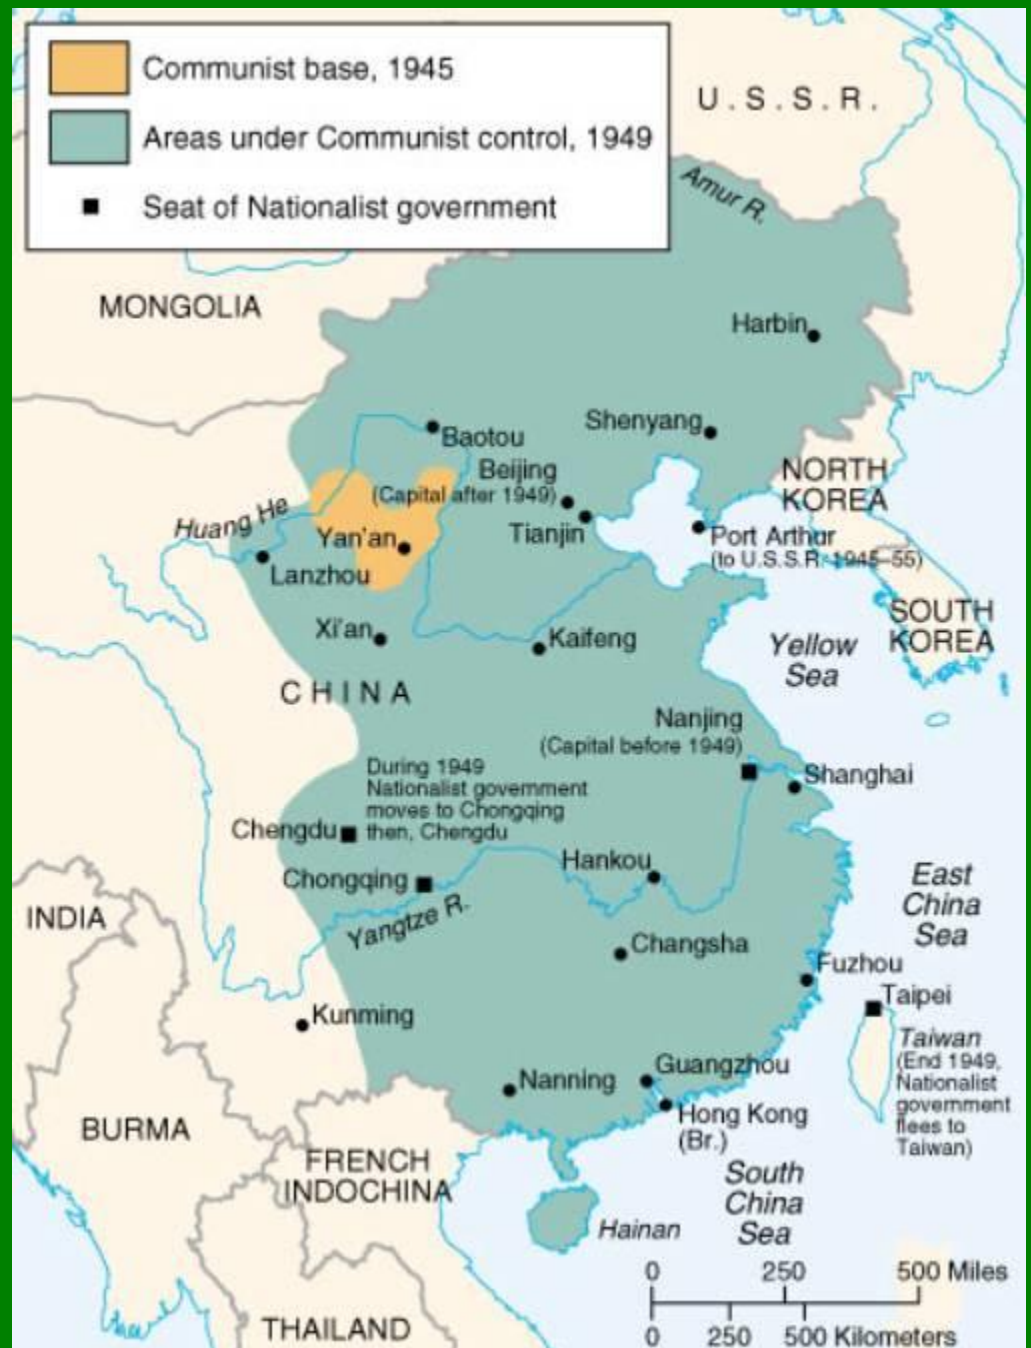 Communist base, 1945
Areas under Communist control, 1949
Seat of Nationalist government
U.S.S.R.
Amur R.
MONGOLIA
Harbin
Shenyang
Baotou
Beijing
(Capital after 1949)
NORTH
KOREA
Huang He
Yan'an
Tianjin
Port Arthur
(to U.S.S.R. 1945–55)
Lanzhou
Xi'an
Kaifeng
SOUTH
KOREA
Yellow
Sea
CHINA
Nanjing
(Capital before 1949)
Shanghai
During 1949
Nationalist government
moves to Chongqing
then, Chengdu
Chengdu
Chongqing
Hankou
Yangtze R.
East
China
Sea
INDIA
Changsha
Fuzhou
Taipei
Kunming
Taiwan
(End 1949,
Nationalist
government
flees to
Taiwan)
Nanning
Guangzhou
Hong Kong
(Br.)
BURMA
FRENCH
INDOCHINA
South
China
Sea
Hainan
THAILAND
0 250 500 Miles
0 250 500 Kilometers